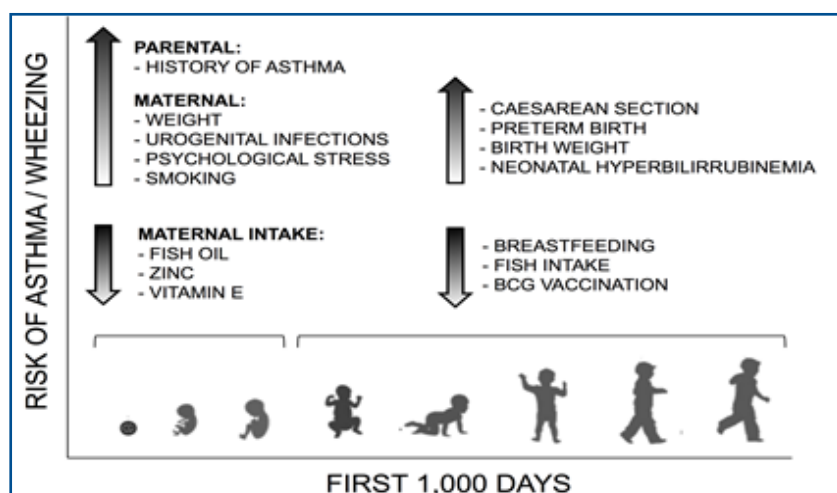 RISK OF ASTHMA / WHEEZING
PARENTAL:
- HISTORY OF ASTHMA
MATERNAL:
- WEIGHT
- UROGENITAL INFECTIONS
- PSYCHOLOGICAL STRESS
- SMOKING
- CAESAREAN SECTION
- PRETERM BIRTH
- BIRTH WEIGHT
- NEONATAL HYPERBILIRRUBINEMIA
MATERNAL INTAKE:
- FISH OIL
- ZINC
- VITAMIN E
- BREASTFEEDING
- FISH INTAKE
- BCG VACCINATION
FIRST 1,000 DAYS